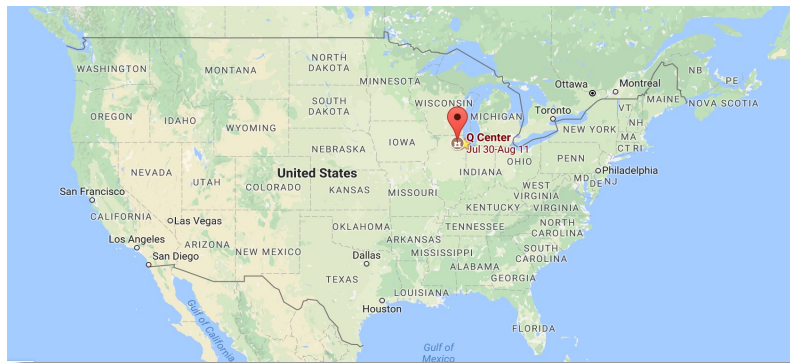 WASHINGTON
MONTANA
NORTH
DAKOTA
MINNESOTA
Ottawa
Montreal
NB
PE
MAINE
NOVA SCOTIA
OREGON
IDAHO
WYOMING
SOUTH
DAKOTA
WISCONSIN
MICHIGAN
Toronto
VT
NH
NEW YORK
MA
CT RI
Q Center
Jul 30-Aug 11
NEBRASKA
IOWA
INDIANA
OHIO
PENN
Philadelphia
MD
DE
NJ
NEVADA
UTAH
COLORADO
United States
KANSAS
MISSOURI
WEST
VIRGINIA
KENTUCKY
VIRGINIA
San Francisco
CALIFORNIA
Las Vegas
Los Angeles
San Diego
ARIZONA
NEW MEXICO
OKLAHOMA
ARKANSAS
TENNESSEE
NORTH
CAROLINA
SOUTH
CAROLINA
MISSISSIPPI
ALABAMA
GEORGIA
Dallas
TEXAS
LOUISIANA
Houston
FLORIDA
Gulf of California
Gulf of
Mexico